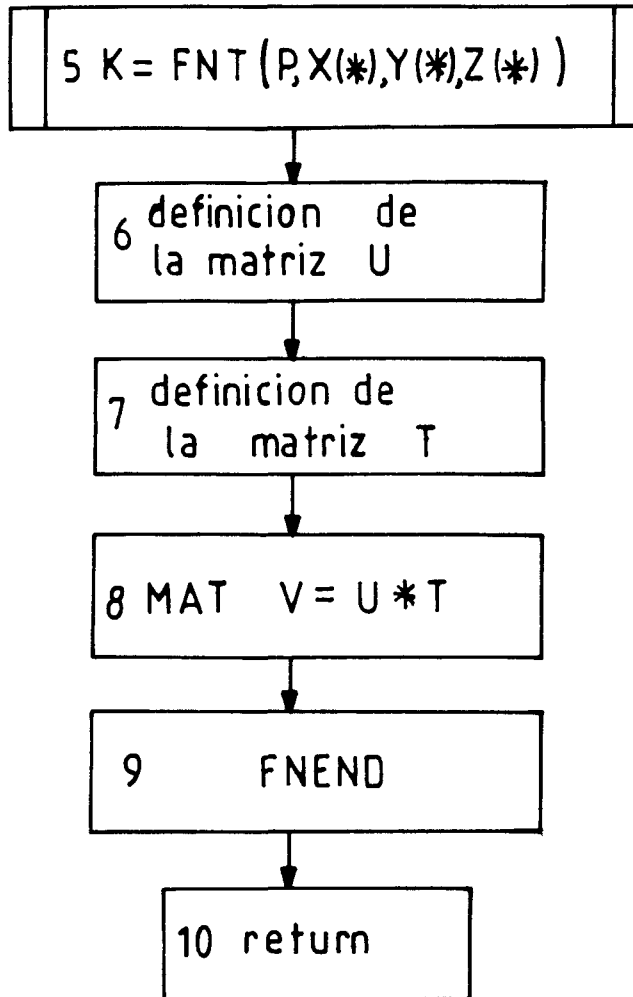 5 K = FNT(P,X(*),Y(*),Z(*))
6 definicion de
la matriz U
7 definicion de
la matriz T
8 MAT V = U * T
9 FNEND
10 return